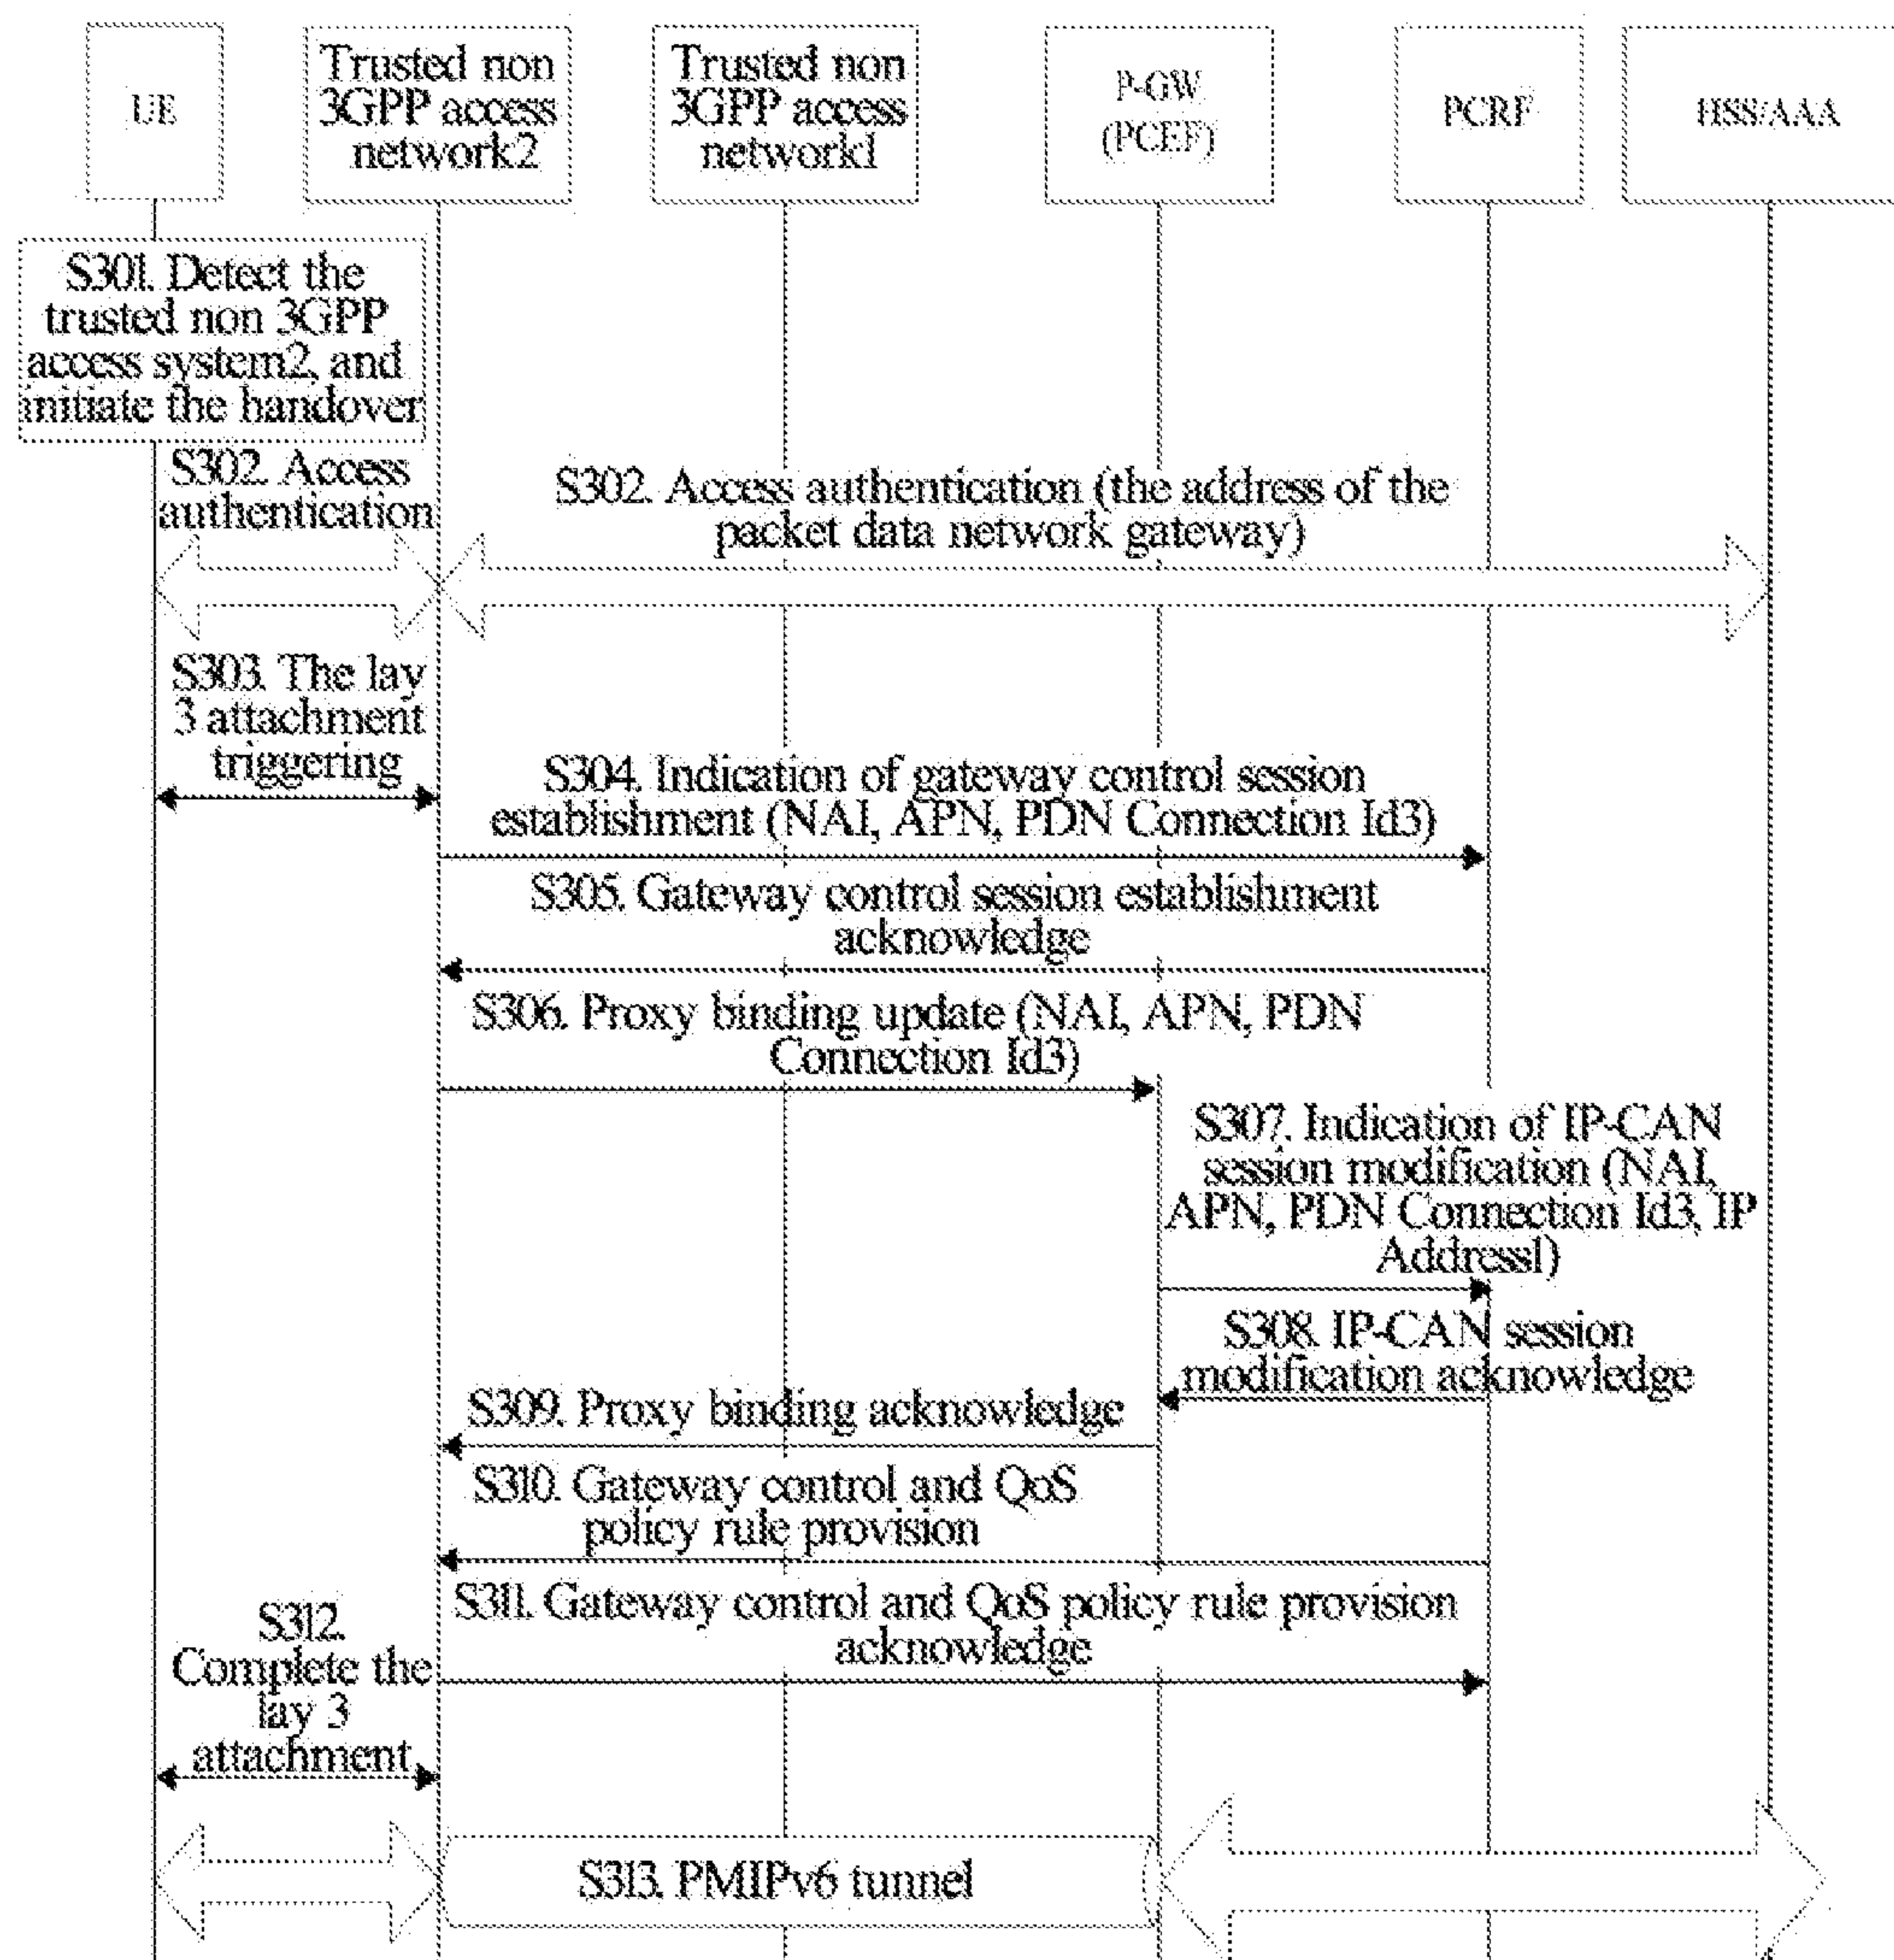 UE
Trusted non
3GPP access
network2
Trusted non
3GPP access
network1
P-GW
(PCEF)
PCRF
HSS/AAA
S301. Detect the
trusted non 3GPP
access system2, and
initiate the handover
S302. Access
authentication
S302. Access authentication (the address of the
packet data network gateway)
S303. The lay
3 attachment
triggering
S304. Indication of gateway control session
establishment (NAI, APN, PDN Connection Id3)
S305. Gateway control session establishment
acknowledge
S306. Proxy binding update (NAI, APN, PDN
Connection Id3)
S307. Indication of IP-CAN
session modification (NAI,
APN, PDN Connection Id3, IP
Address1)
S308. IP-CAN session
modification acknowledge
S309. Proxy binding acknowledge
S310. Gateway control and QoS
policy rule provision
S311. Gateway control and QoS policy rule provision
acknowledge
S312.
Complete the
lay 3
attachment
S313. PMIPv6 tunnel